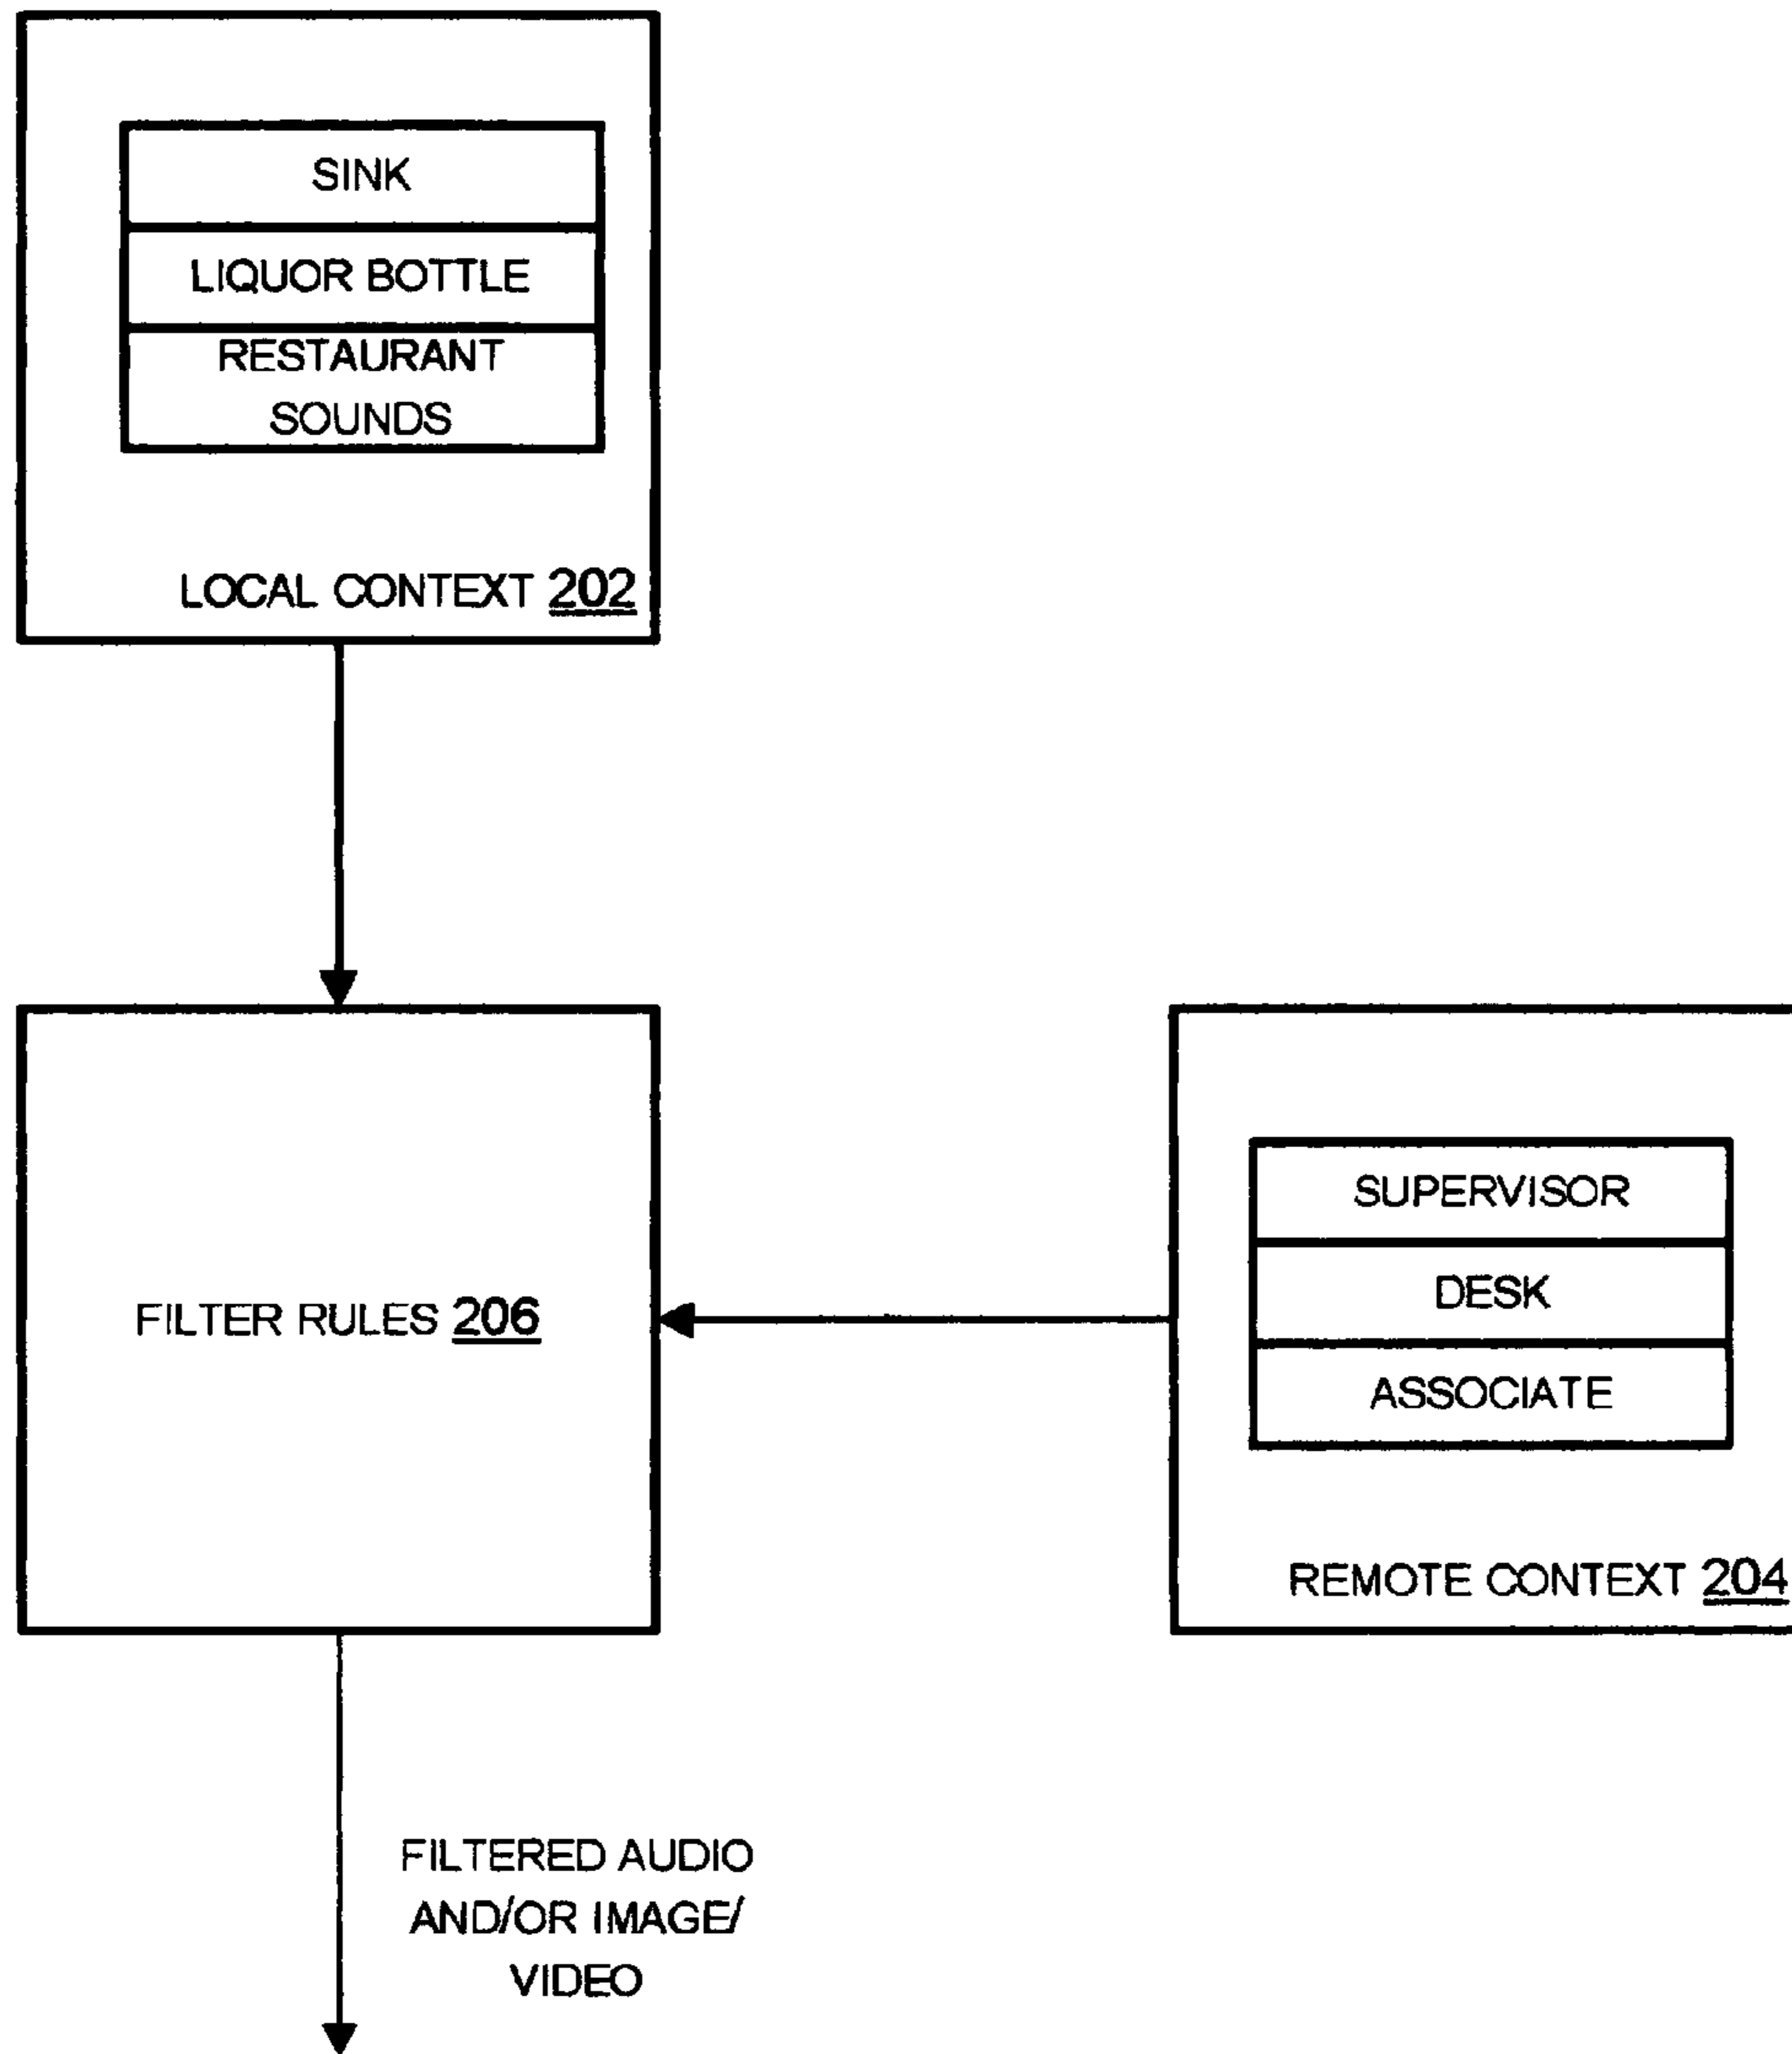 SINK
LIQUOR BOTTLE
RESTAURANT
SOUNDS
LOCAL CONTEXT 202
FILTER RULES 206
SUPERVISOR
DESK
ASSOCIATE
REMOTE CONTEXT 204
FILTERED AUDIO
AND/OR IMAGE/
VIDEO